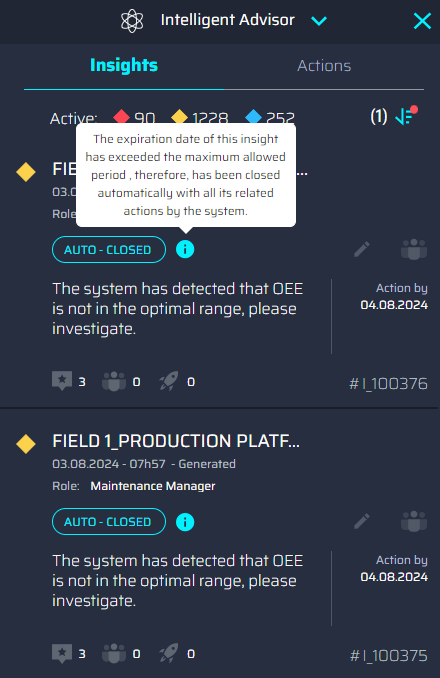 Intelligent Advisor
Insights
Actions
Active: 90 1228 252
(1)
The expiration date of this insight
has exceeded the maximum allowed
period , therefore, has been closed
automatically with all its related
actions by the system.
FIE
...
03.0
Role
AUTO - CLOSED
The system has detected that OEE
is not in the optimal range, please
investigate.
Action by
04.08.2024
3 0 0
# I_100376
FIELD 1_PRODUCTION PLATF...
03.08.2024 - 07h57 - Generated
Role: Maintenance Manager
AUTO - CLOSED
The system has detected that OEE
is not in the optimal range, please
investigate.
Action by
04.08.2024
3 0 0
# I_100375